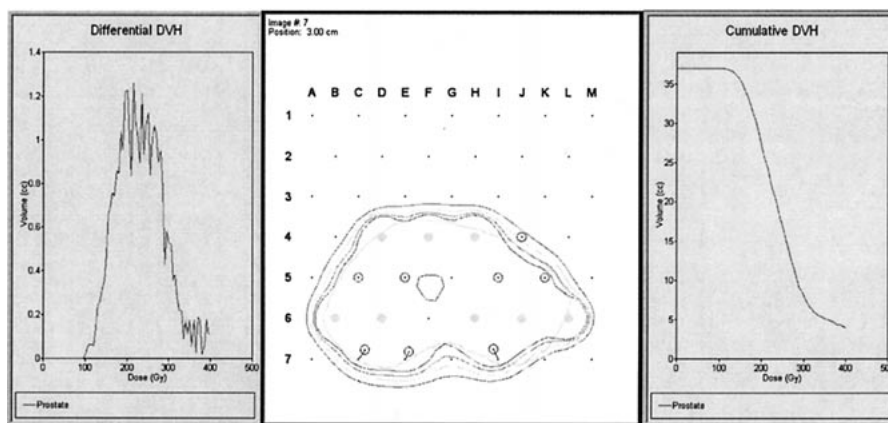 Differential DVH
1.4
1.2
1
0.8
0.6
0.4
0.2
0
Volume (cc)
0 100 200 300 400 500
Dose (Gy)
Prostate
Image #: 7
Position: 3.00 cm
A B C D E F G H I J K L M
1
2
3
4
5
6
7
Cumulative DVH
35
30
25
20
15
10
5
0
Volume (cc)
0 100 200 300 400 500
Dose (Gy)
Prostate